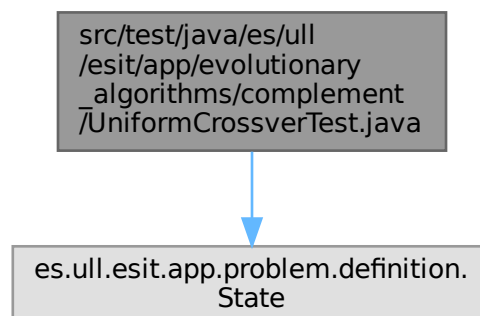 src/test/java/es/ull
/esit/app/evolutionary
_algorithms/complement
/UniformCrossverTest.java
es.ull.esit.app.problem.definition.
State